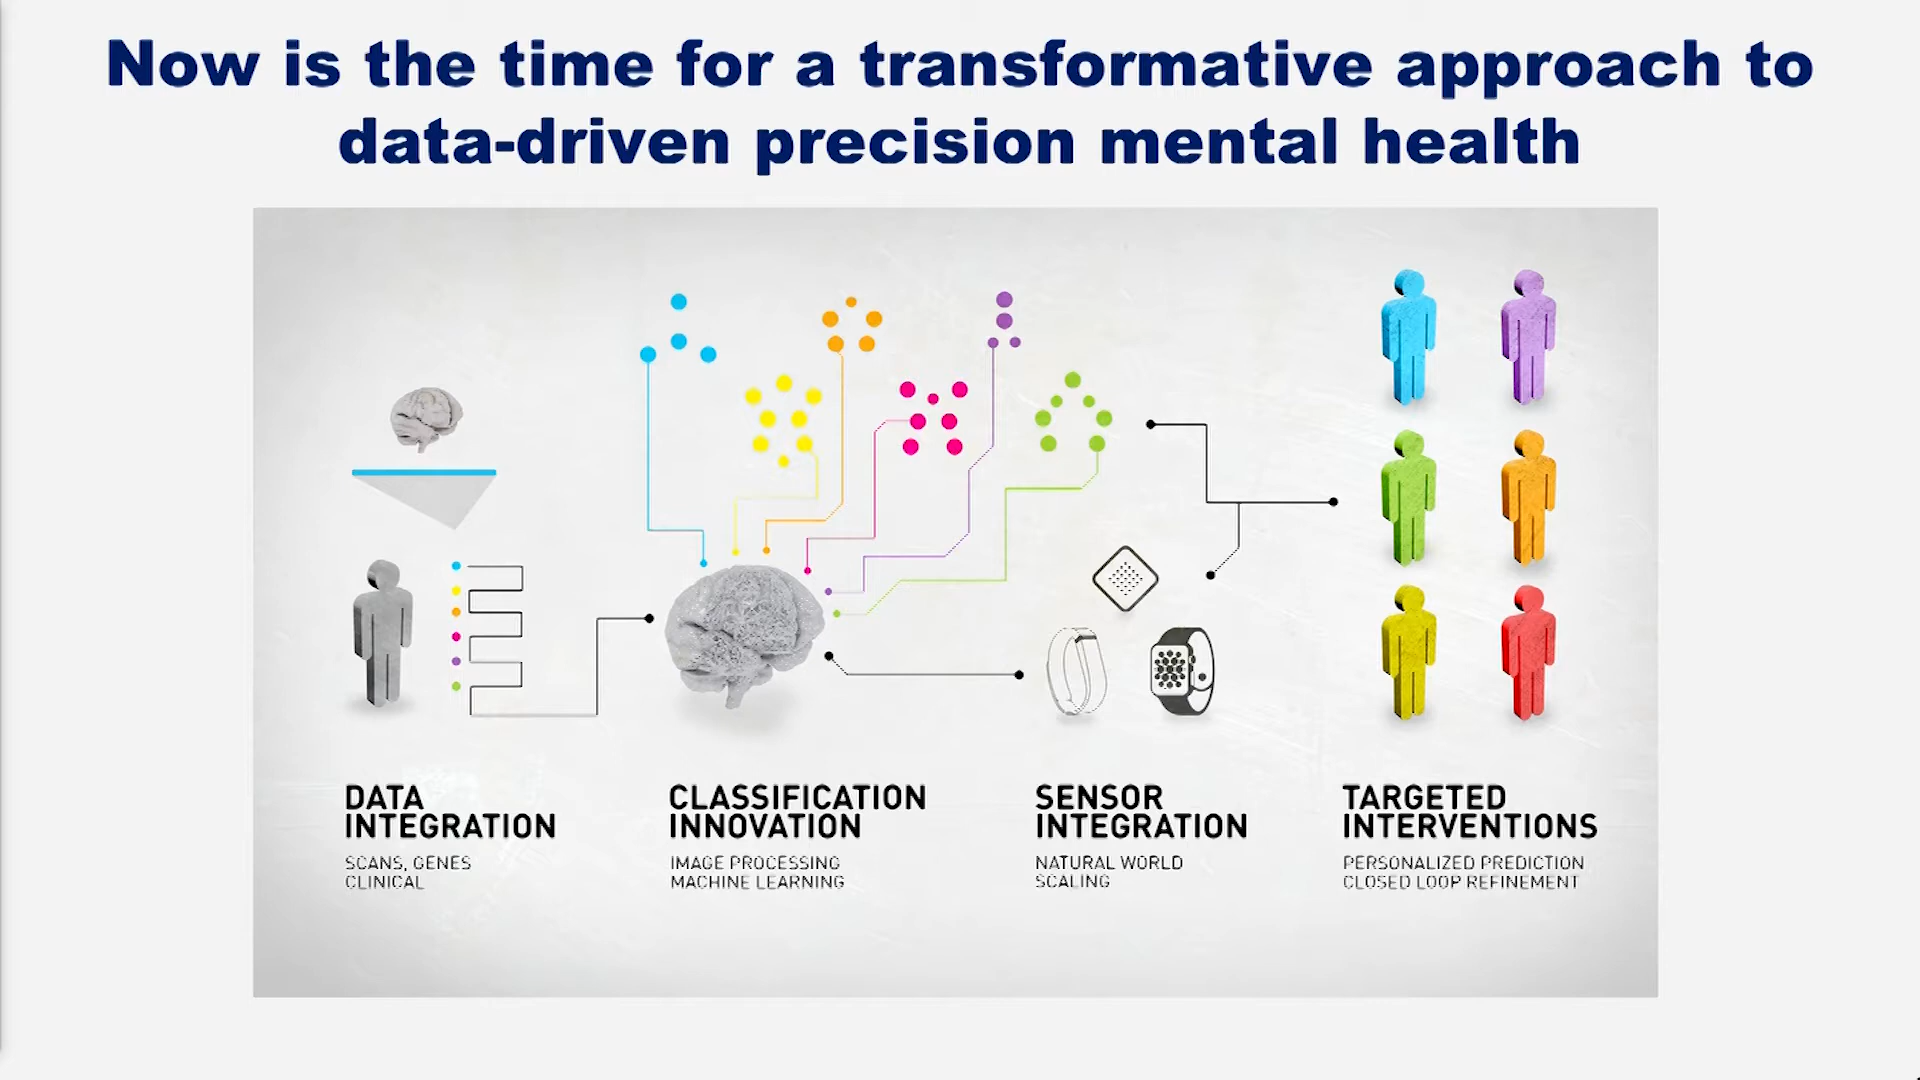 Now is the time for a transformative approach to
data-driven precision mental health
DATA
INTEGRATION
SCANS, GENES
CLINICAL
CLASSIFICATION
INNOVATION
IMAGE PROCESSING
MACHINE LEARNING
SENSOR
INTEGRATION
NATURAL WORLD
SCALING
TARGETED
INTERVENTIONS
PERSONALIZED PREDICTION
CLOSED LOOP REFINEMENT